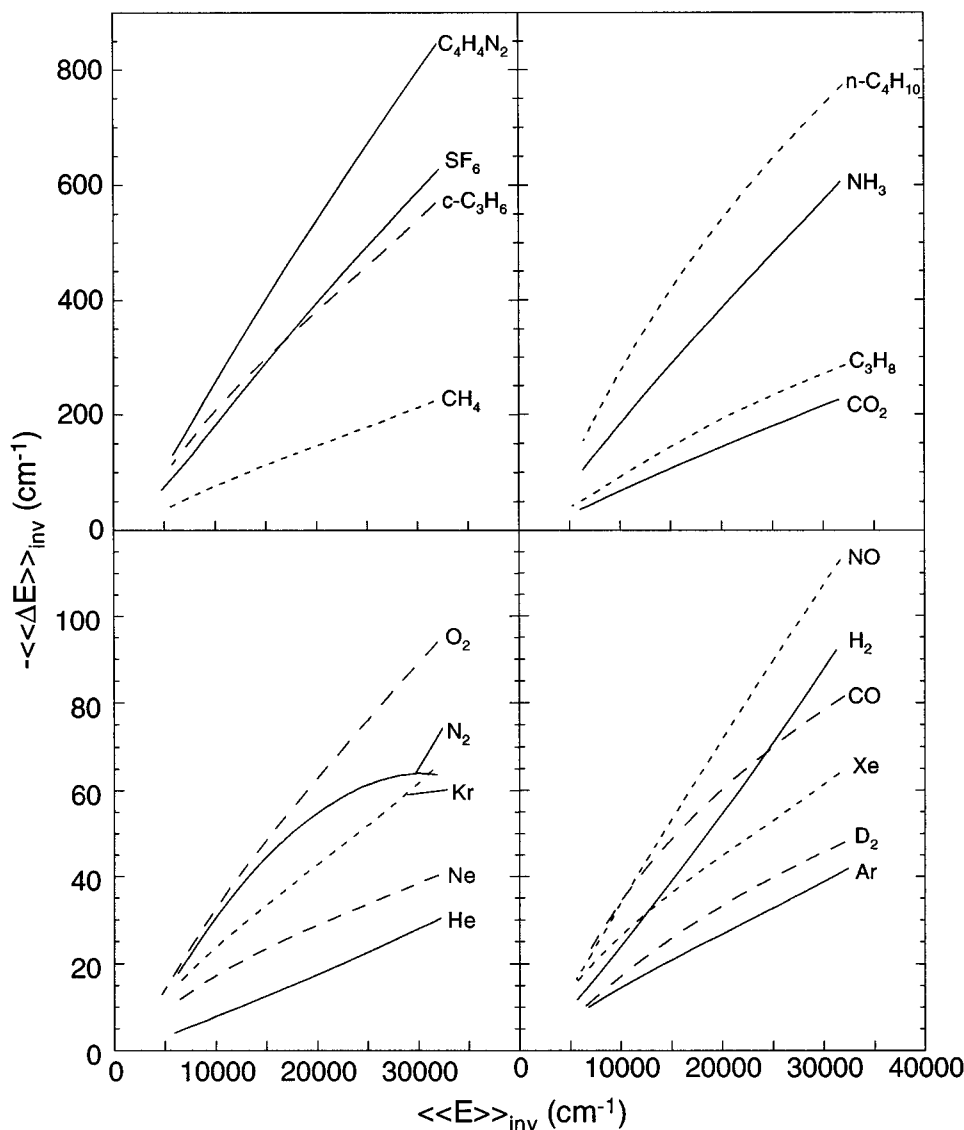 -<<ΔE>>inv (cm⁻¹)
800
600
400
200
0
C₄H₄N₂
SF₆
c-C₃H₆
CH₄
n-C₄H₁₀
NH₃
C₃H₈
CO₂
100
80
60
40
20
0
O₂
N₂
Kr
Ne
He
NO
H₂
CO
Xe
D₂
Ar
0 10000 20000 30000 0 10000 20000 30000 40000
<<E>>inv (cm⁻¹)